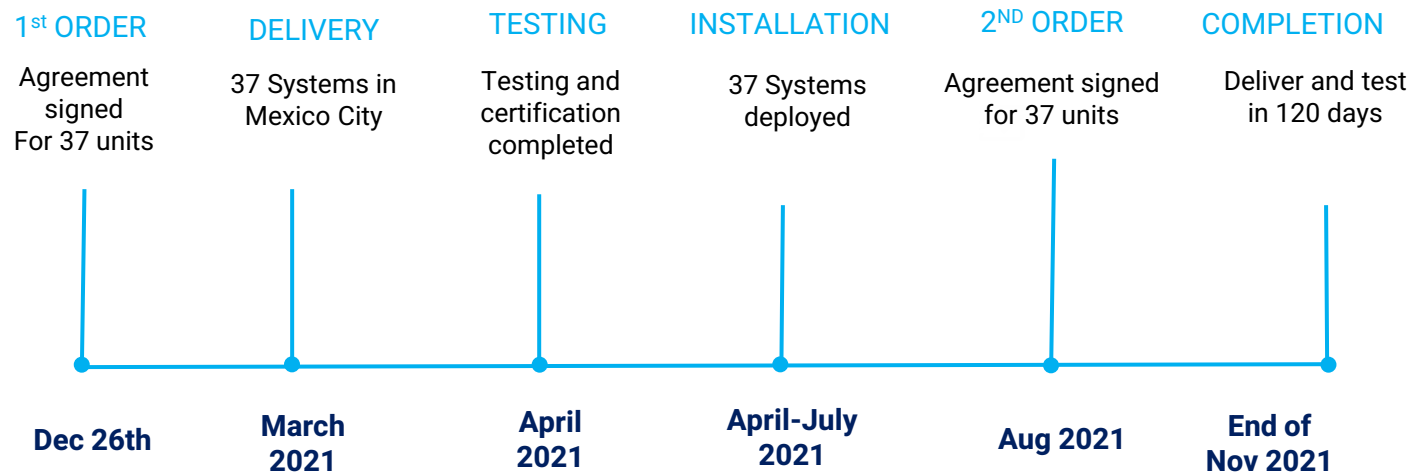 1st ORDER
Agreement
signed
For 37 units
Dec 26th
DELIVERY
37 Systems in
Mexico City
March
2021
TESTING
Testing and
certification
completed
April
2021
INSTALLATION
37 Systems
deployed
April-July
2021
2ND ORDER
Agreement signed
for 37 units
Aug 2021
COMPLETION
Deliver and test
in 120 days
End of
Nov 2021